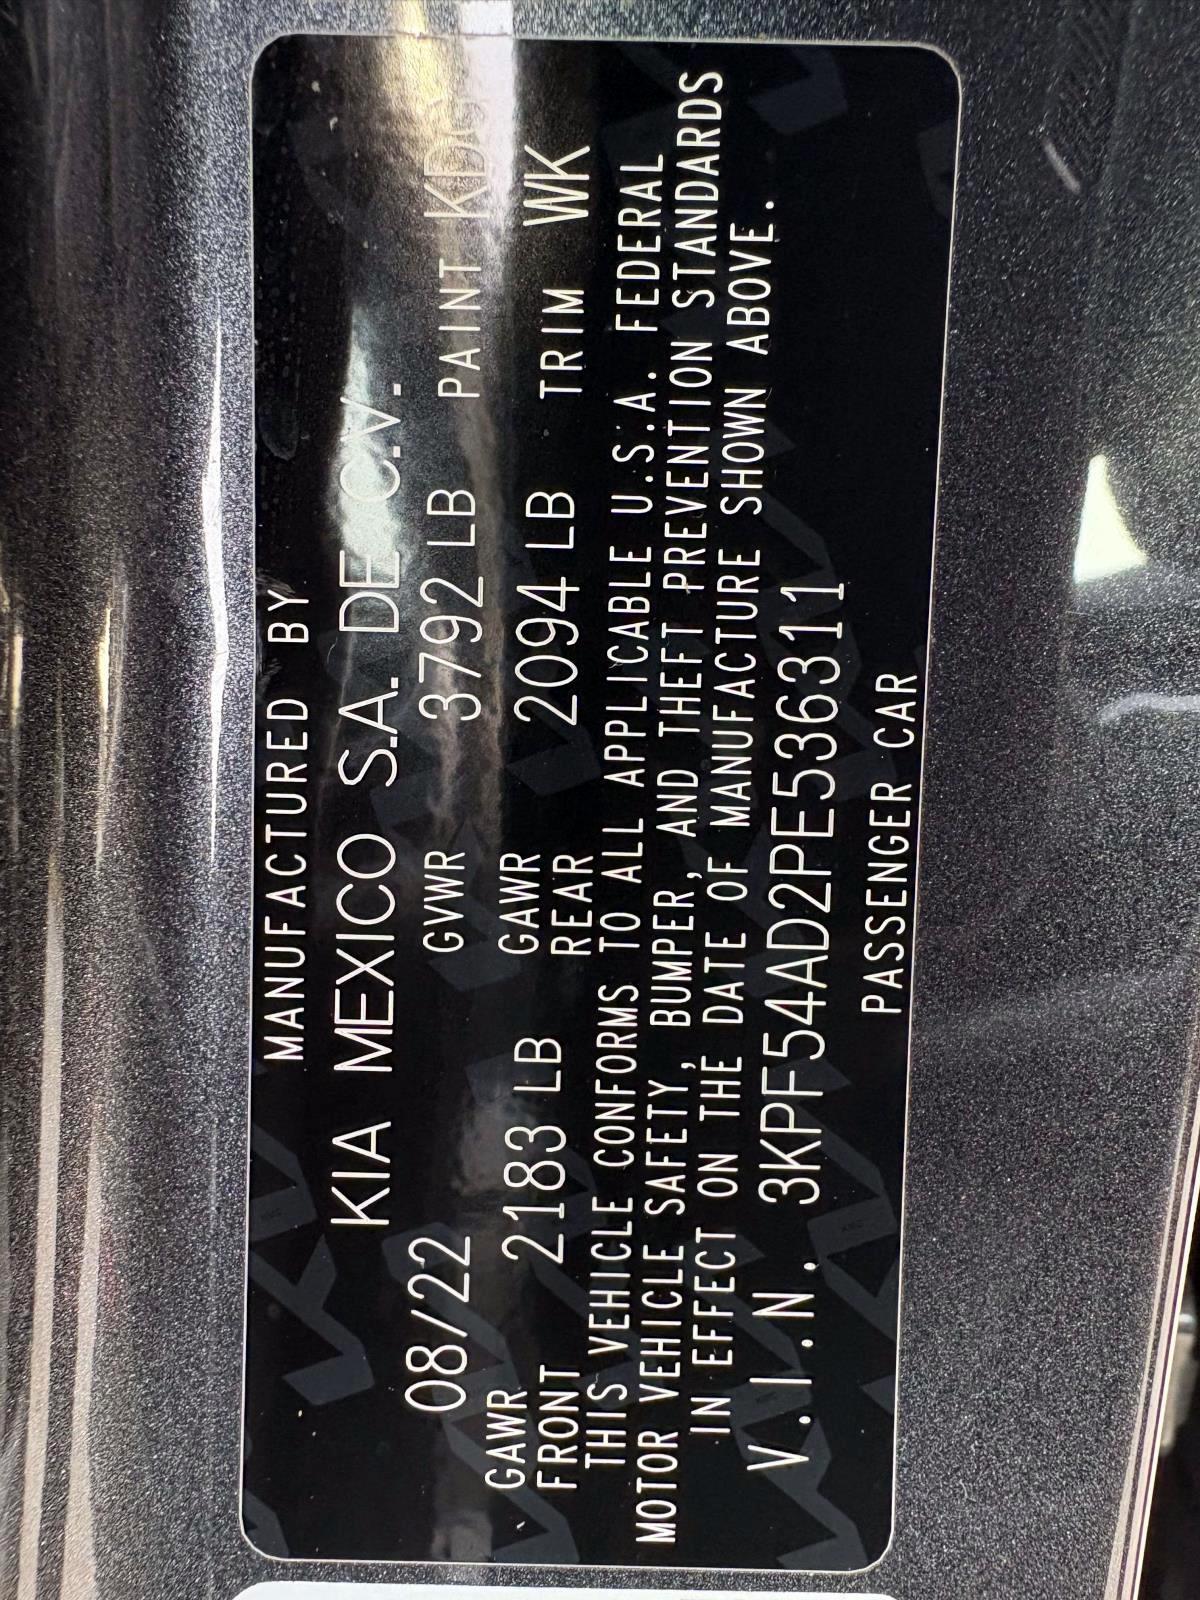 MANUFACTURED BY
KIA MEXICO S.A. DE C.V.
08/22 GVWR 3792 LB PAINT
GAWR FRONT 2183 LB GAWR REAR 2094 LB TRIM WK
THIS VEHICLE CONFORMS TO ALL APPLICABLE U.S.A. FEDERAL
MOTOR VEHICLE SAFETY, BUMPER, AND THEFT PREVENTION STANDARDS
IN EFFECT ON THE DATE OF MANUFACTURE SHOWN ABOVE.
V.I.N. 3KPF54AD2PE536311
PASSENGER CAR